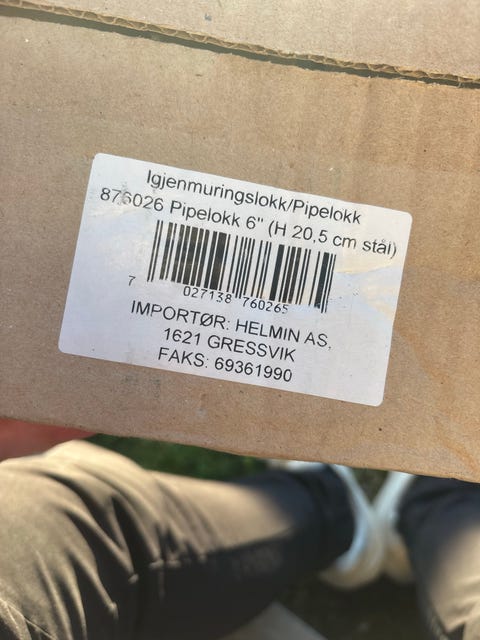 Igjenmuringslokk/Pipelokk
876026 Pipelokk 6" (H 20,5 cm stål)
7 027138 760265
IMPORTØR: HELMIN AS,
1621 GRESSVIK
FAKS: 69361990